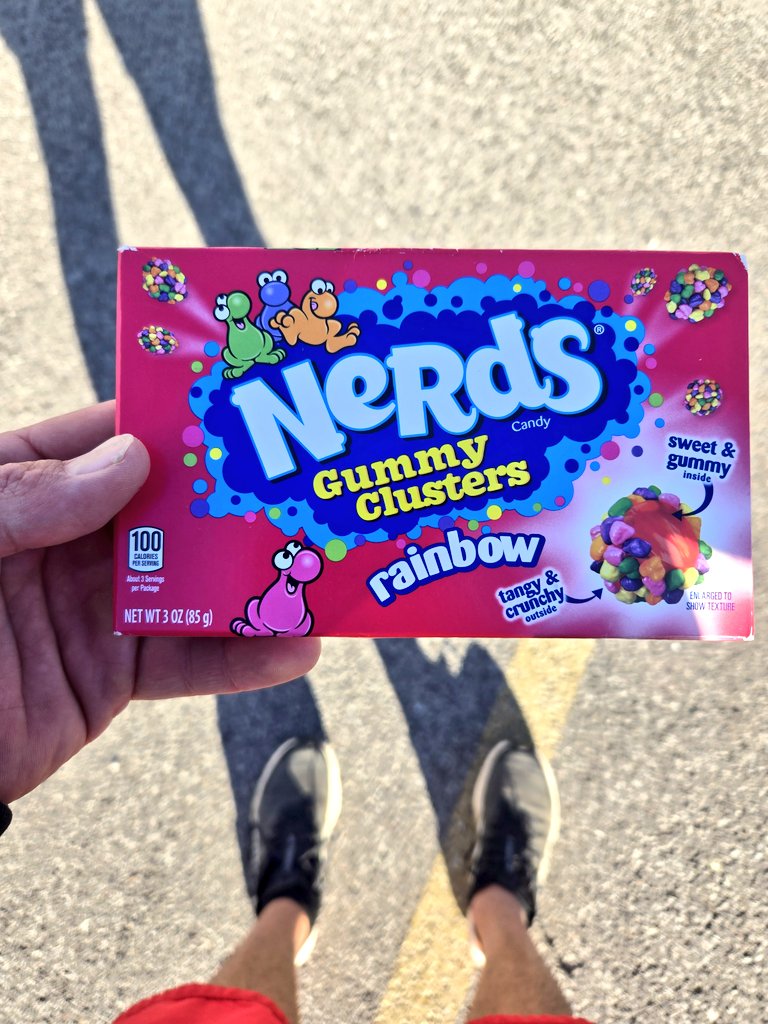 NeRdS®
Candy
Gummy
Clusters
rainbow
sweet &
gummy
inside
tangy &
crunchy
outside
ENLARGED TO
SHOW TEXTURE
100
CALORIES
PER SERVING
About 3 Servings
per Package
NET WT 3 OZ (85 g)